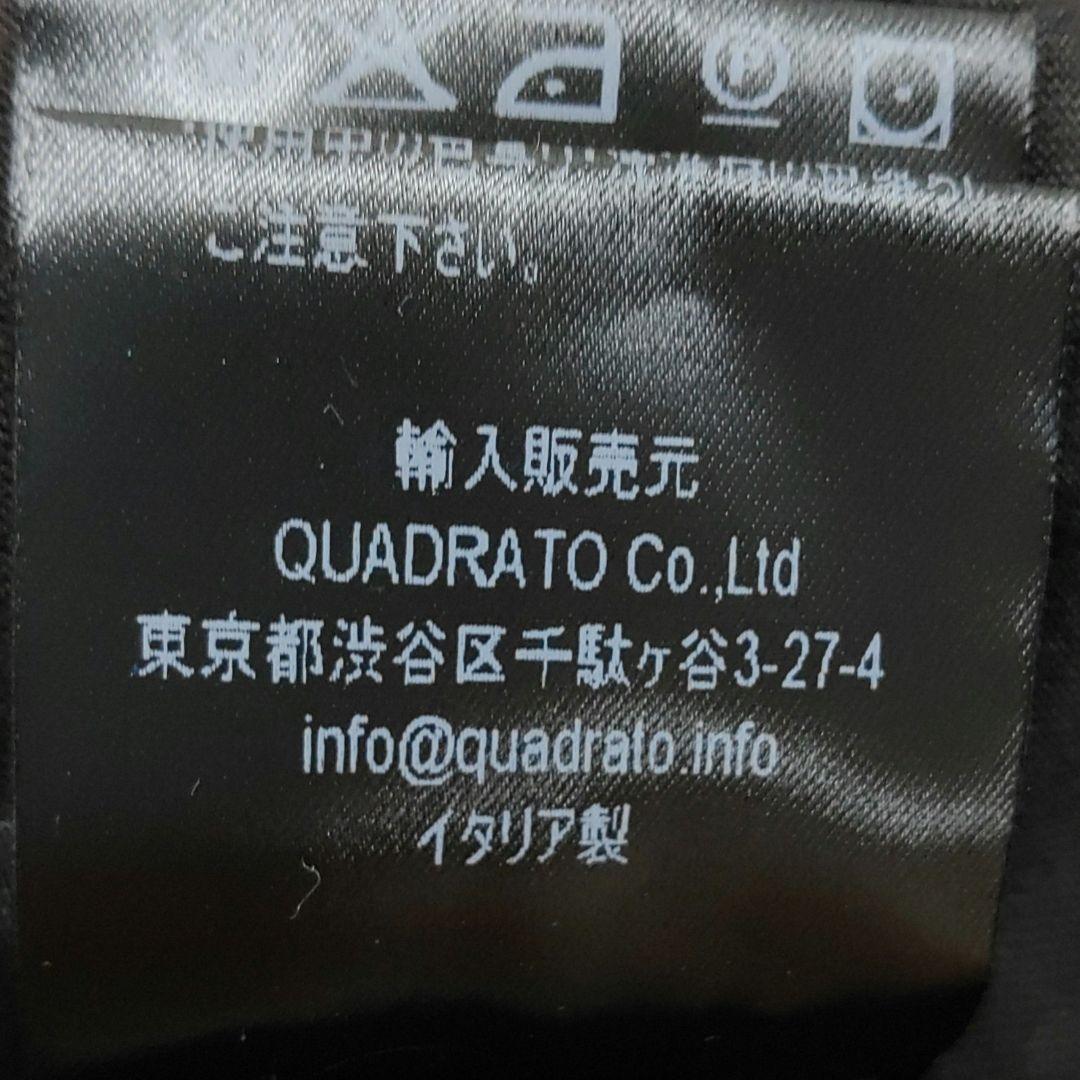 ご注意下さい。
輸入販売元
QUADRATO Co.,Ltd
東京都渋谷区千駄ヶ谷3-27-4
info@quadrato.info
イタリア製